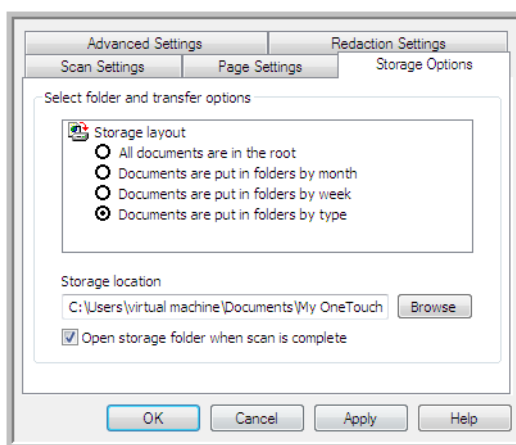 Advanced Settings Redaction Settings
Scan Settings Page Settings Storage Options
Select folder and transfer options
Storage layout
All documents are in the root
Documents are put in folders by month
Documents are put in folders by week
Documents are put in folders by type
Storage location
C:\Users\virtual machine\Documents\My OneTouch Browse
Open storage folder when scan is complete
OK Cancel Apply Help